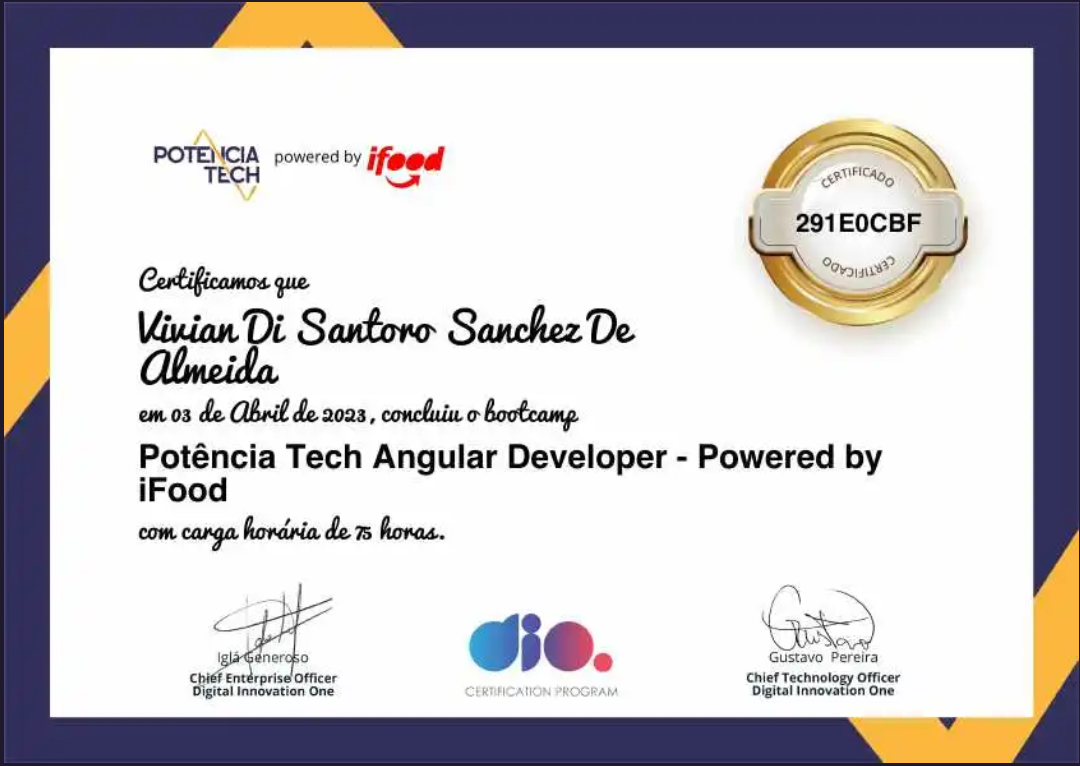 POTÊNCIA
TECH
powered by ifood
CERTIFICADO
291E0CBF
CERTIFICADO
Certificamos que
Vivian Di Santoro Sanchez De
Almeida
em 03 de Abril de 2023, concluiu o bootcamp
Potência Tech Angular Developer - Powered by
iFood
com carga horária de 75 horas.
Iglá Generoso
Chief Enterprise Officer
Digital Innovation One
dio.
CERTIFICATION PROGRAM
Gustavo
Gustavo Pereira
Chief Technology Officer
Digital Innovation One